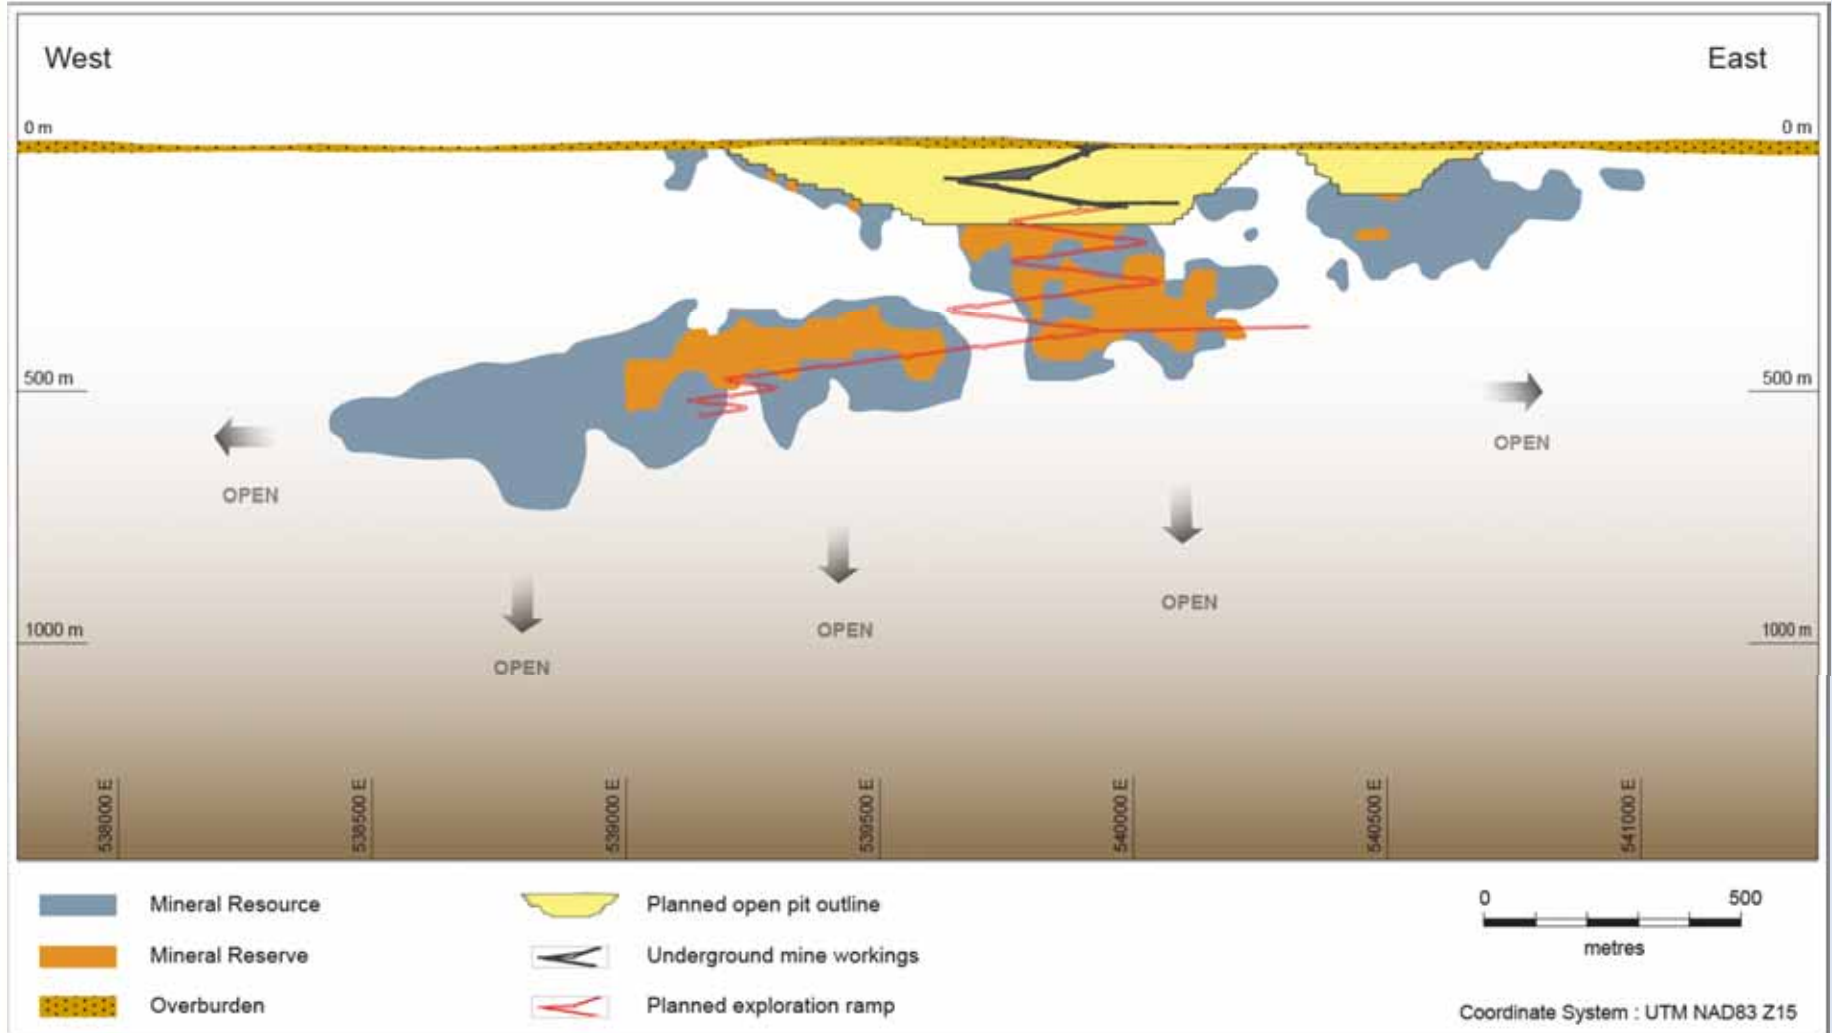 West
East
0 m
0 m
500 m
500 m
OPEN
OPEN
OPEN
OPEN
1000 m
1000 m
OPEN
538000 E
538500 E
539000 E
539500 E
540000 E
540500 E
541000 E
Mineral Resource
Planned open pit outline
0
500
Mineral Reserve
Underground mine workings
metres
Overburden
Planned exploration ramp
Coordinate System : UTM NAD83 Z15